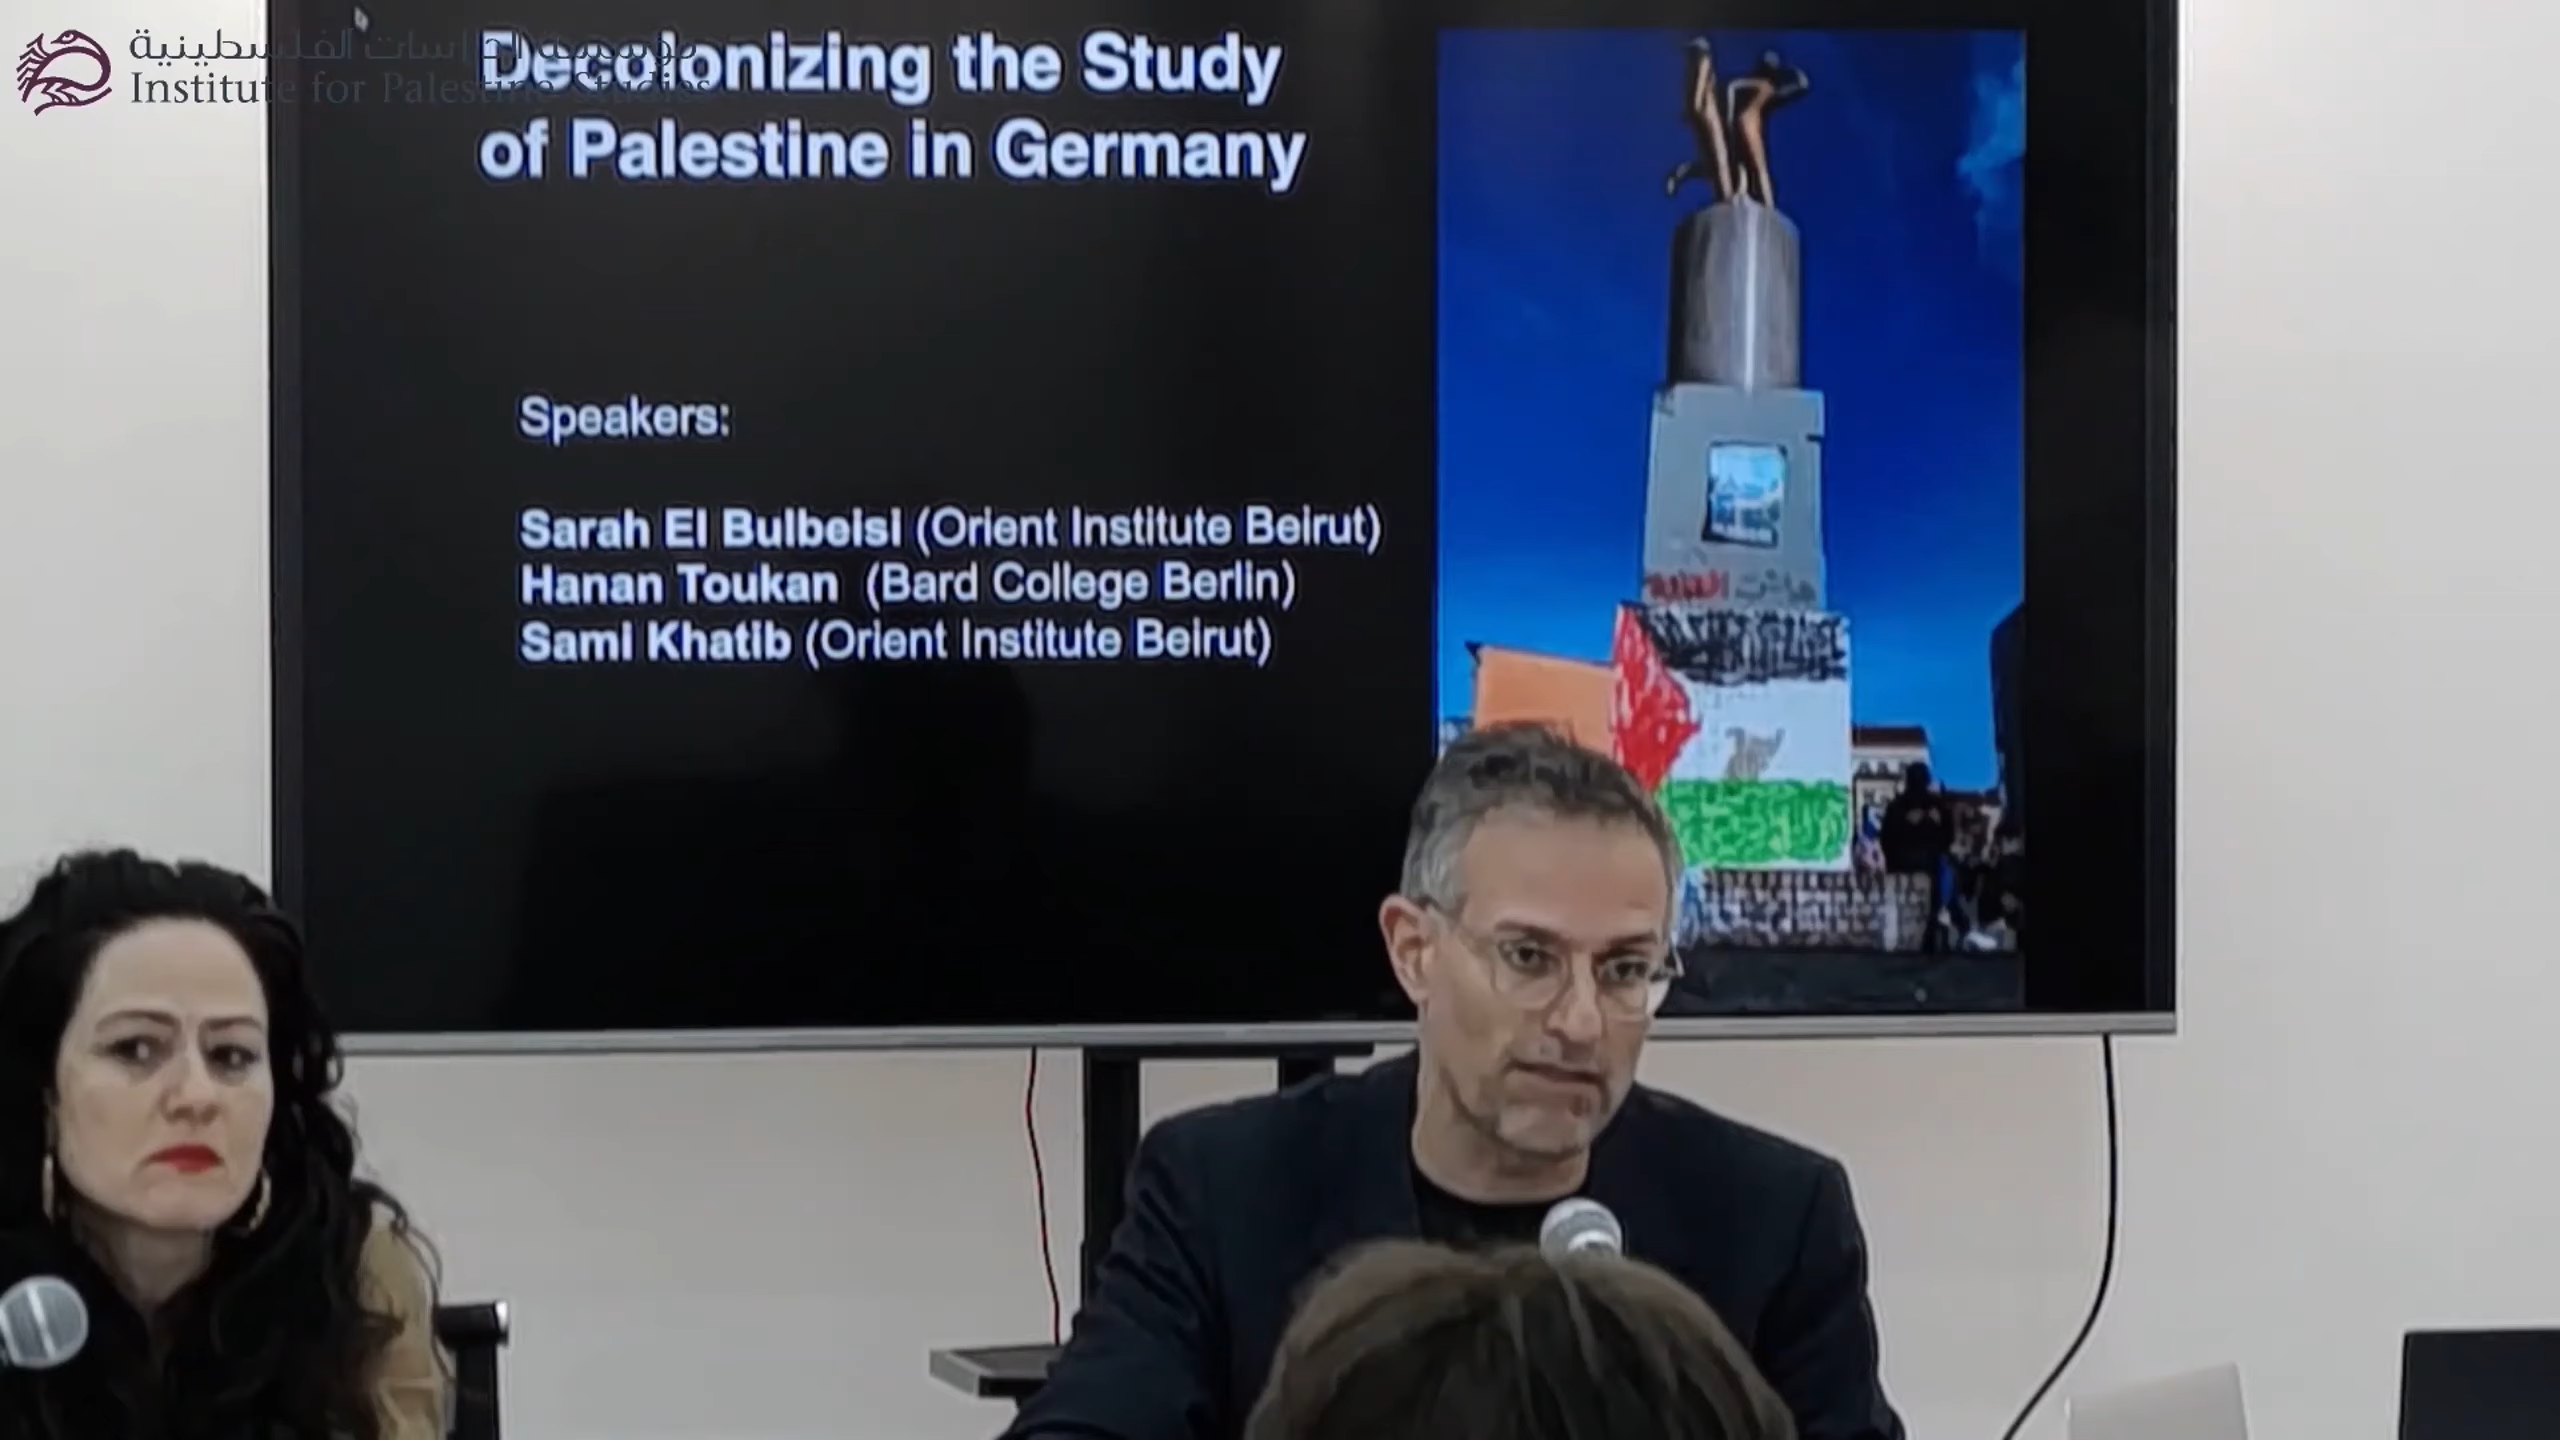 مؤسسة الدراسات الفلسطينية
Institute for Palestine Studies
Decolonizing the Study
of Palestine in Germany
Speakers:
Sarah El Bulbeisi (Orient Institute Beirut)
Hanan Toukan (Bard College Berlin)
Sami Khatib (Orient Institute Beirut)